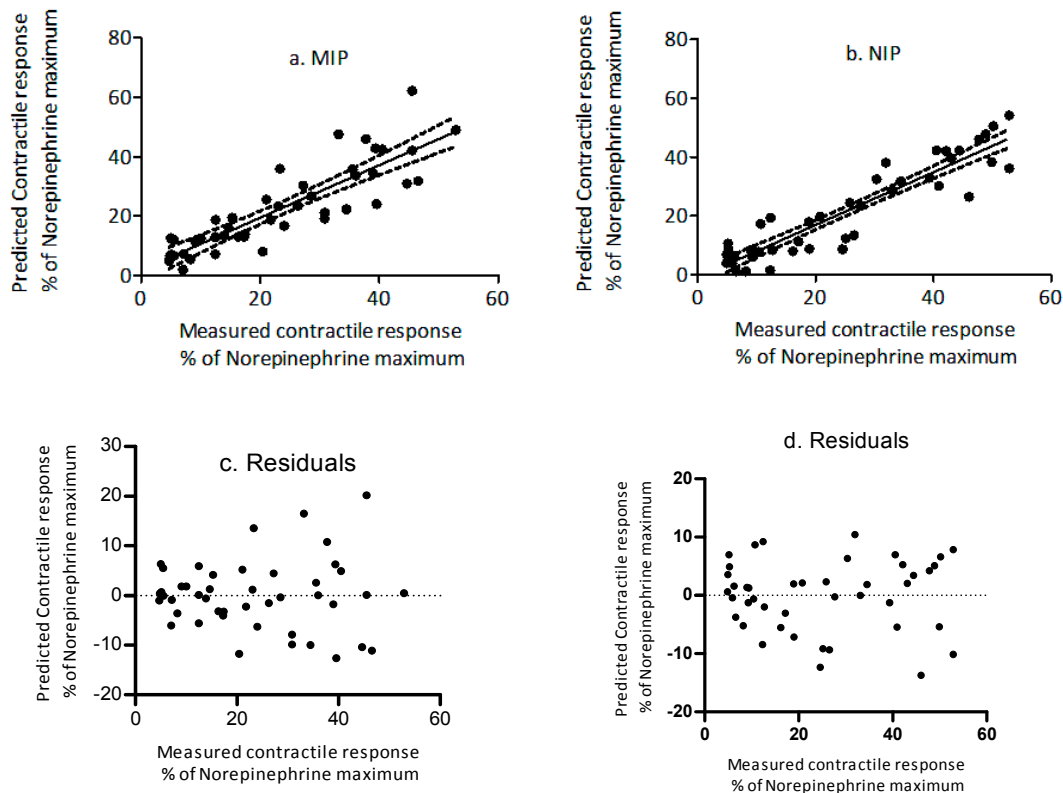 Predicted Contractile response
% of Norepinephrine maximum
80
60
40
20
0
a. MIP
0
20
40
60
Measured contractile response
% of Norepinephrine maximum
Predicted Contractile response
% of Norepinephrine maximum
80
60
40
20
0
b. NIP
0
20
40
60
Measured contractile response
% of Norepinephrine maximum
Predicted Contractile response
% of Norepinephrine maximum
30
20
10
0
-10
-20
c. Residuals
0
20
40
60
Measured contractile response
% of Norepinephrine maximum
d. Residuals
Predicted Contractile response
% of Norepinephrine maximum
20
10
0
-10
-20
0
20
40
60
Measured contractile response
% of Norepinephrine maximum